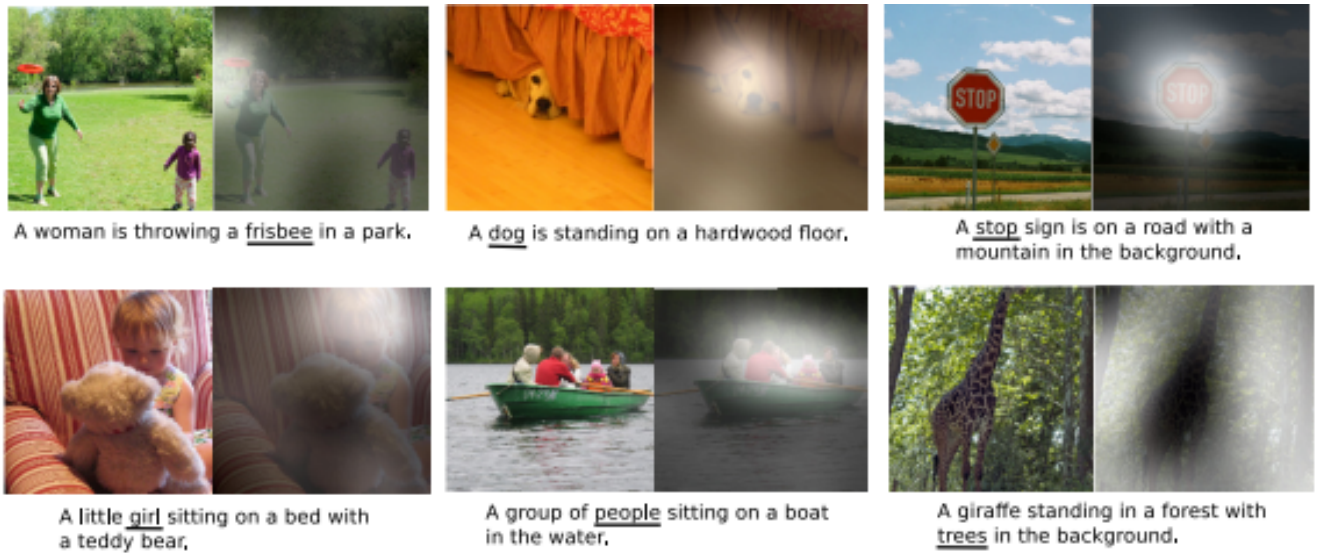 STOP
STOP
A woman is throwing a frisbee in a park.
A dog is standing on a hardwood floor.
A stop sign is on a road with a
mountain in the background.
A little girl sitting on a bed with
a teddy bear.
A group of people sitting on a boat
in the water.
A giraffe standing in a forest with
trees in the background.